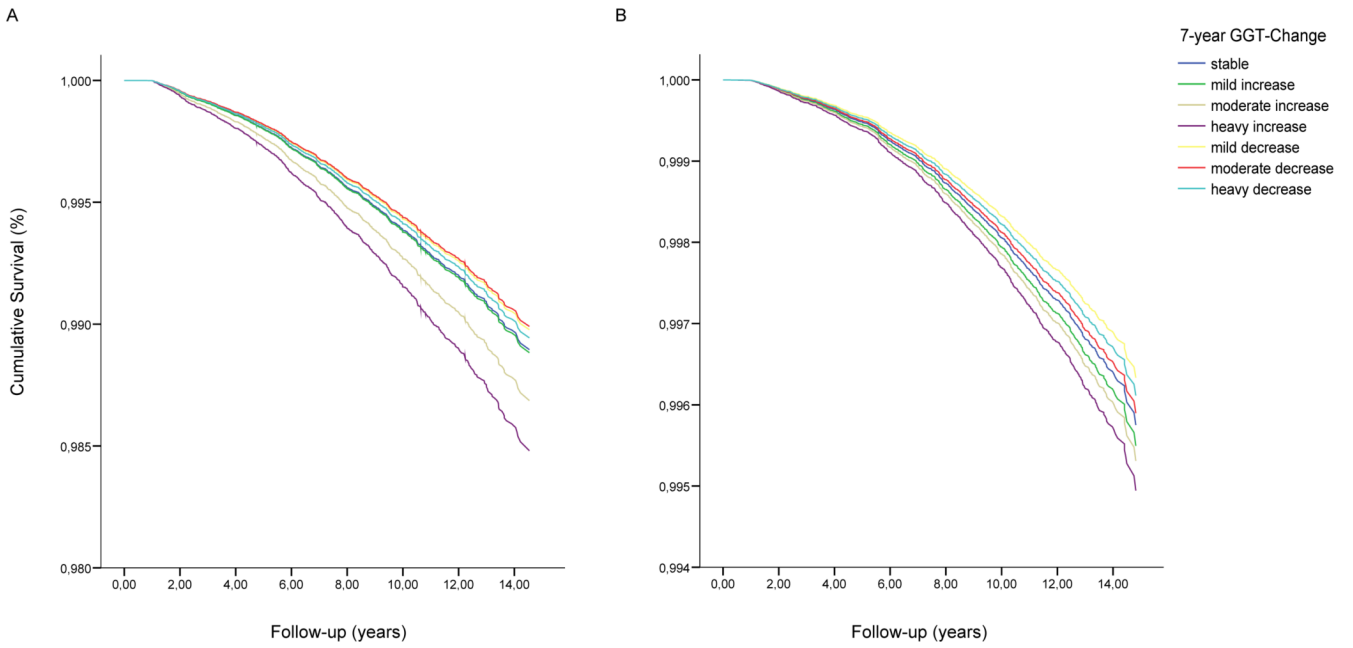 A
Cumulative Survival (%)
1,000
0,995
0,990
0,985
0,980
0,00 2,00 4,00 6,00 8,00 10,00 12,00 14,00
Follow-up (years)
B
1,000
0,999
0,998
0,997
0,996
0,995
0,994
0,00 2,00 4,00 6,00 8,00 10,00 12,00 14,00
Follow-up (years)
7-year GGT-Change
stable
mild increase
moderate increase
heavy increase
mild decrease
moderate decrease
heavy decrease